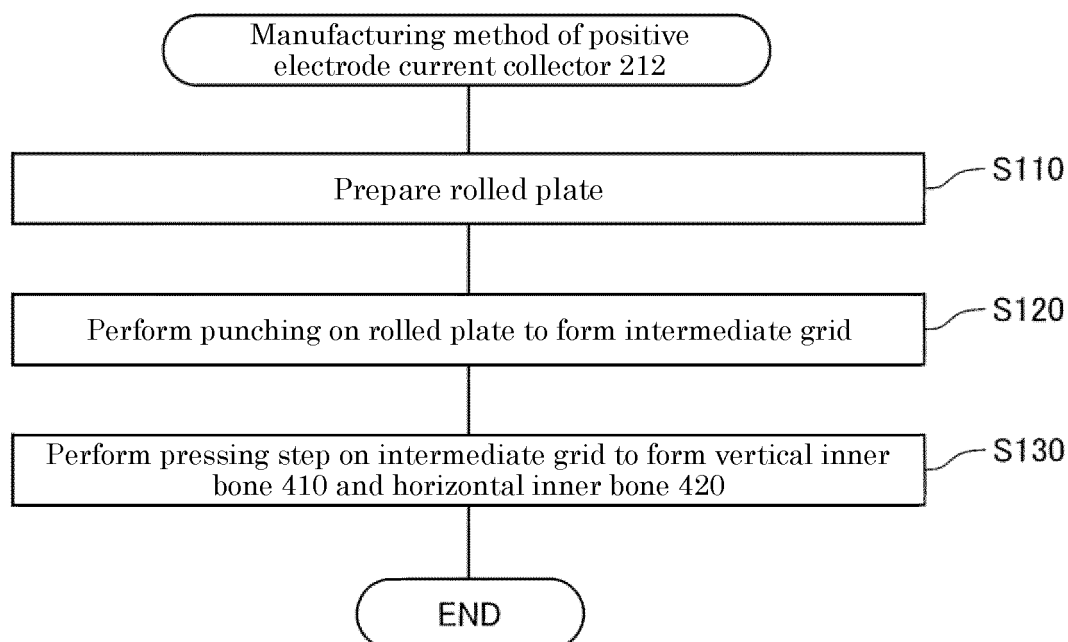 Manufacturing method of positive
electrode current collector 212
Prepare rolled plate
S110
Perform punching on rolled plate to form intermediate grid
S120
Perform pressing step on intermediate grid to form vertical inner
bone 410 and horizontal inner bone 420
S130
END